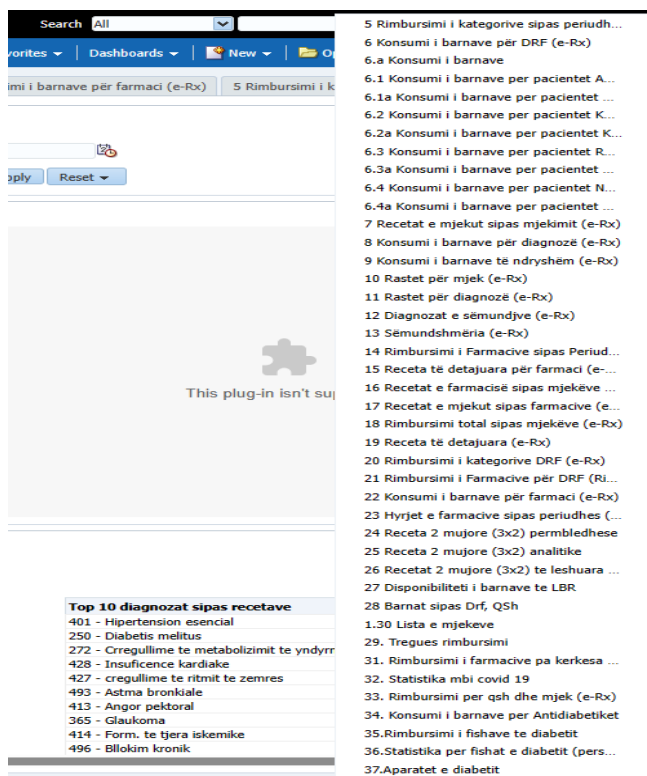 Search All
vorites Dashboards New Op
imi i barnave për farmaci (e-Rx) 5 Rimbursimi i k
pply Reset
This plug-in isn't sup
Top 10 diagnozat sipas recetave
401 - Hipertension esencial
250 - Diabetis melitus
272 - Crregullime te metabolizimit te yndyrr
428 - Insuficence kardiake
427 - cregullime te ritmit te zemres
493 - Astma bronkiale
413 - Angor pektoral
365 - Glaukoma
414 - Form. te tjera iskemike
496 - Bllokim kronik
5 Rimbursimi i kategorive sipas periudh...
6 Konsumi i barnave për DRF (e-Rx)
6.a Konsumi i barnave
6.1 Konsumi i barnave per pacientet A...
6.1a Konsumi i barnave per pacientet ...
6.2 Konsumi i barnave per pacientet K...
6.2a Konsumi i barnave per pacientet K...
6.3 Konsumi i barnave per pacientet R...
6.3a Konsumi i barnave per pacientet ...
6.4 Konsumi i barnave per pacientet N...
6.4a Konsumi i barnave per pacientet ...
7 Recetat e mjekut sipas mjekimit (e-Rx)
8 Konsumi i barnave për diagnozë (e-Rx)
9 Konsumi i barnave të ndryshëm (e-Rx)
10 Rastet për mjek (e-Rx)
11 Rastet për diagnozë (e-Rx)
12 Diagnozat e sëmundjve (e-Rx)
13 Sëmundshmëria (e-Rx)
14 Rimbursimi i Farmacive sipas Periud...
15 Receta të detajuara për farmaci (e-...
16 Recetat e farmacisë sipas mjekëve ...
17 Recetat e mjekut sipas farmacive (e...
18 Rimbursimi total sipas mjekëve (e-Rx)
19 Receta të detajuara (e-Rx)
20 Rimbursimi i kategorive DRF (e-Rx)
21 Rimbursimi i Farmacive për DRF (Ri...
22 Konsumi i barnave për farmaci (e-Rx)
23 Hyrjet e farmacive sipas periudhes (...
24 Receta 2 mujore (3x2) permbledhese
25 Receta 2 mujore (3x2) analitike
26 Recetat 2 mujore (3x2) te leshuara ...
27 Disponibiliteti i barnave te LBR
28 Barnat sipas Drf, QSh
1.30 Lista e mjekeve
29. Tregues rimbursimi
31. Rimbursimi i farmacive pa kerkesa ...
32. Statistika mbi covid 19
33. Rimbursimi per qsh dhe mjek (e-Rx)
34. Konsumi i barnave per Antidiabetiket
35.Rimbursimi i fishave te diabetit
36.Statistika per fishat e diabetit (pers...
37.Aparatet e diabetit